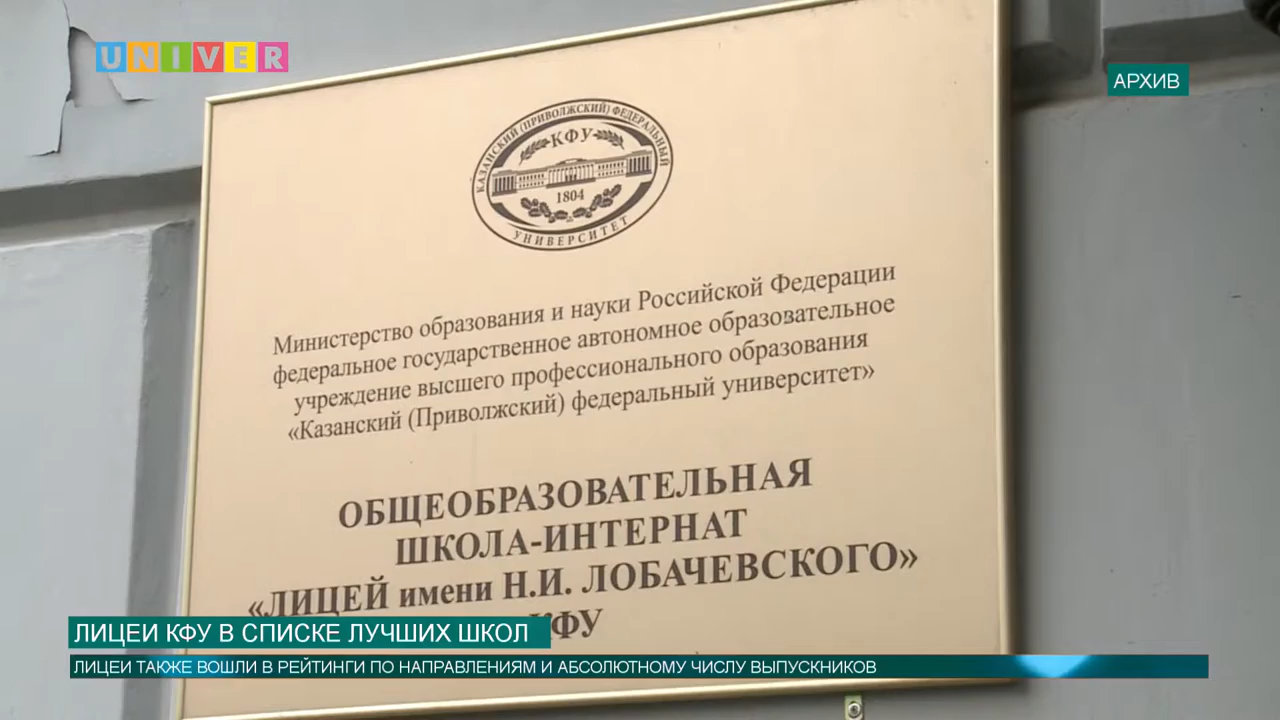 UNIVER
АРХИВ
КАЗАНСКИЙ (ПРИВОЛЖСКИЙ) ФЕДЕРАЛЬНЫЙ
КФУ
1804
УНИВЕРСИТЕТ
Министерство образования и науки Российской Федерации
федеральное государственное автономное образовательное
учреждение высшего профессионального образования
«Казанский (Приволжский) федеральный университет»
ОБЩЕОБРАЗОВАТЕЛЬНАЯ
ШКОЛА-ИНТЕРНАТ
«ЛИЦЕЙ имени Н.И. ЛОБАЧЕВСКОГО»
КФУ
ЛИЦЕИ КФУ В СПИСКЕ ЛУЧШИХ ШКОЛ
ЛИЦЕИ ТАКЖЕ ВОШЛИ В РЕЙТИНГИ ПО НАПРАВЛЕНИЯМ И АБСОЛЮТНОМУ ЧИСЛУ ВЫПУСКНИКОВ